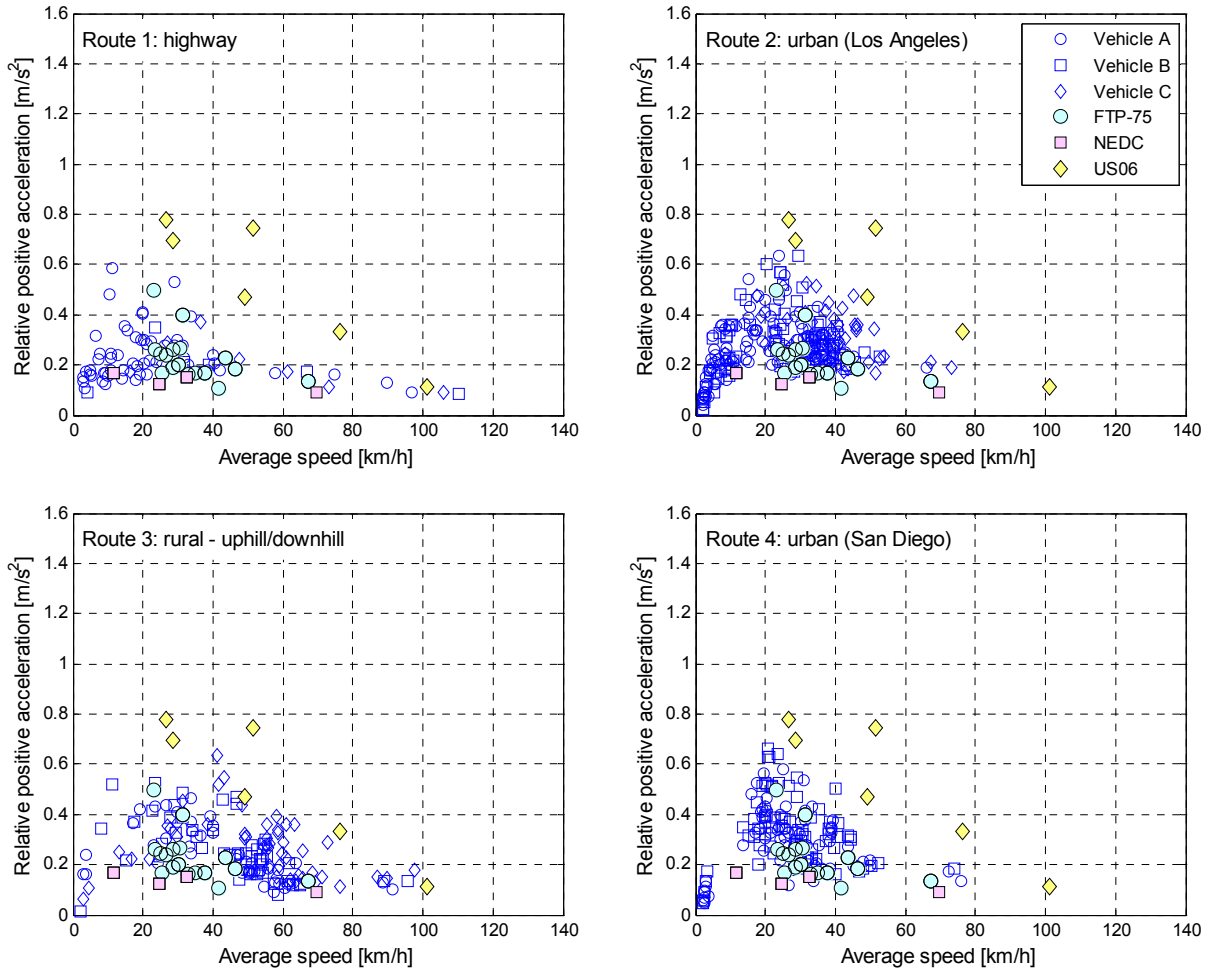 Route 1: highway
Relative positive acceleration [m/s²]
1.6
1.4
1.2
1
0.8
0.6
0.4
0.2
0
0 20 40 60 80 100 120 140
Average speed [km/h]
Route 2: urban (Los Angeles)
Vehicle A
Vehicle B
Vehicle C
FTP-75
NEDC
US06
Relative positive acceleration [m/s²]
1.6
1.4
1.2
1
0.8
0.6
0.4
0.2
0
0 20 40 60 80 100 120 140
Average speed [km/h]
Route 3: rural - uphill/downhill
Relative positive acceleration [m/s²]
1.6
1.4
1.2
1
0.8
0.6
0.4
0.2
0
0 20 40 60 80 100 120 140
Average speed [km/h]
Route 4: urban (San Diego)
Relative positive acceleration [m/s²]
1.6
1.4
1.2
1
0.8
0.6
0.4
0.2
0
0 20 40 60 80 100 120 140
Average speed [km/h]